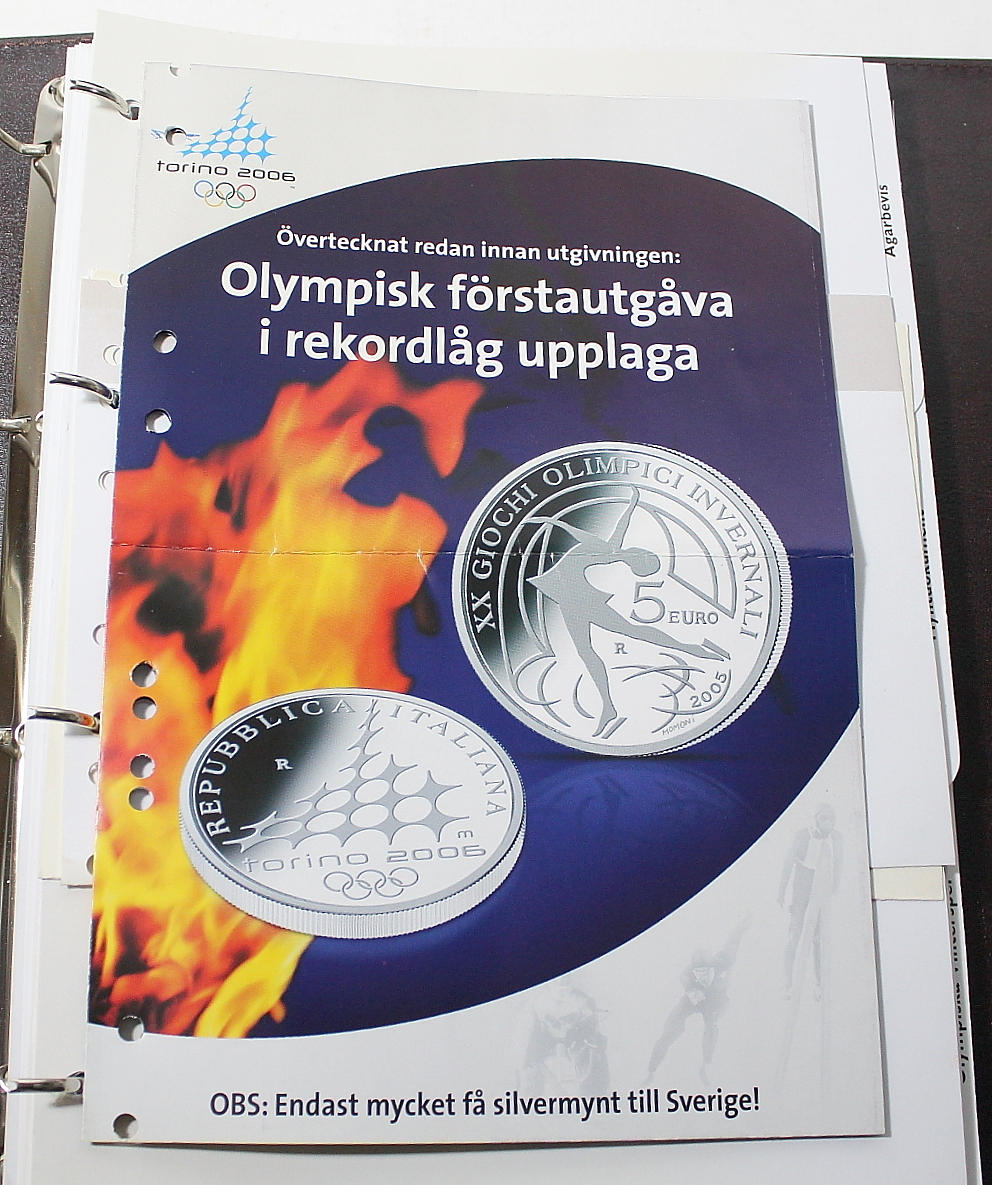 torino 2006
Övertecknat redan innan utgivningen:
Olympisk förstautgåva
i rekordlåg upplaga
XX GIOCHI OLIMPICI INVERNALI
5 EURO
R
2005
MOMONI
REPUBBLICA ITALIANA
R
m
torino 2006
OBS: Endast mycket få silvermynt till Sverige!
Ägarbevis